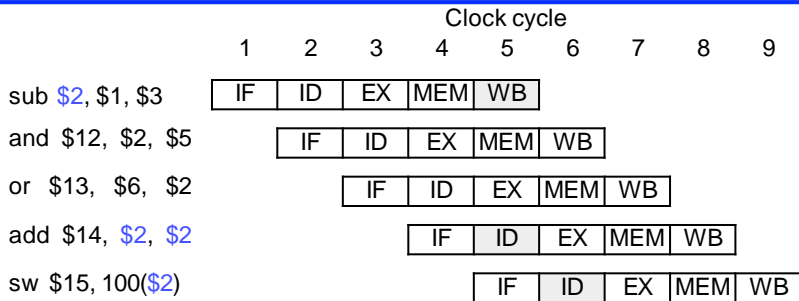 Clock cycle
1 2 3 4 5 6 7 8 9
sub $2, $1, $3 IF ID EX MEM WB
and $12, $2, $5 IF ID EX MEM WB
or $13, $6, $2 IF ID EX MEM WB
add $14, $2, $2 IF ID EX MEM WB
sw $15, 100($2) IF ID EX MEM WB